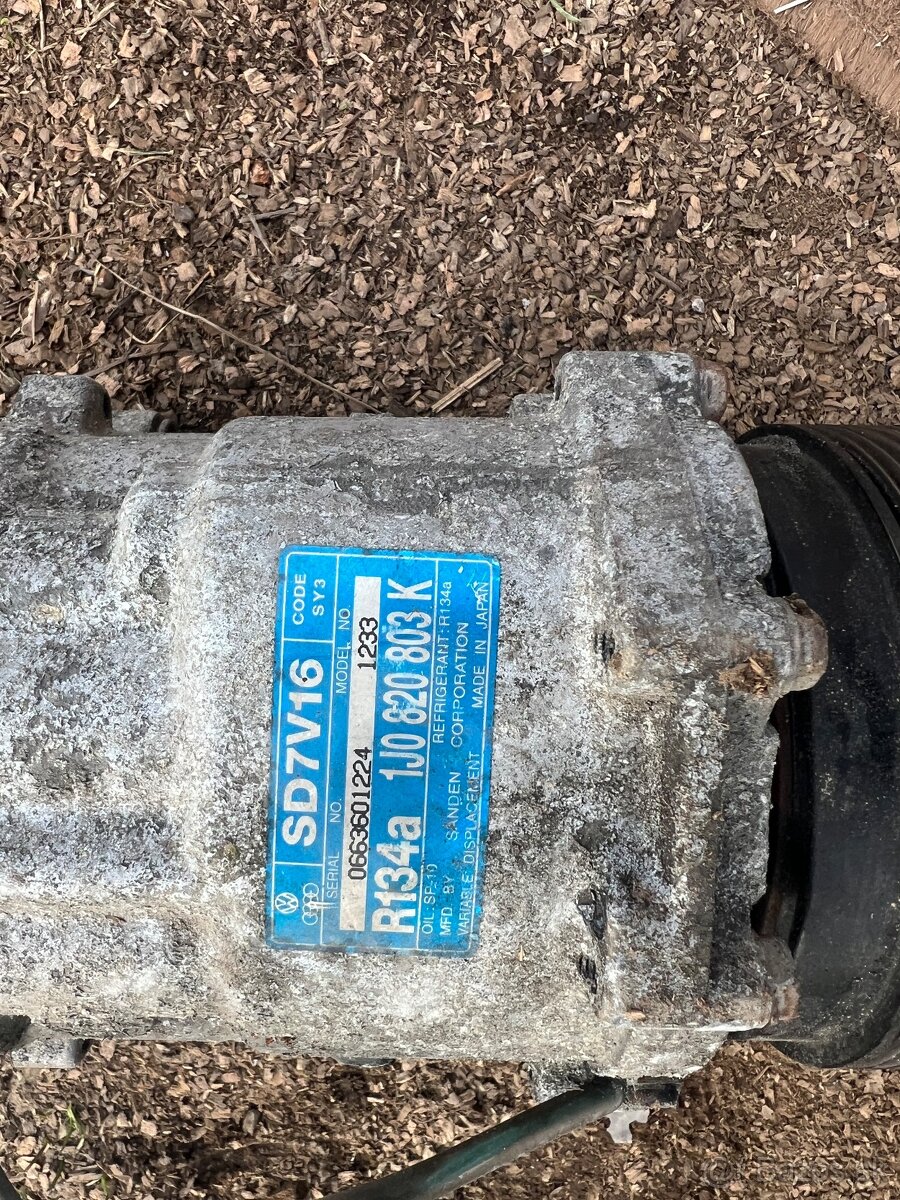 SD7V16 CODE
SY3
SERIAL NO. MODEL NO
0663601224 1233
R134a 1J0 820 803 K
OIL: SP-10 REFRIGERANT: R134a
MFD BY SANDEN CORPORATION
VARIABLE DISPLACEMENT MADE IN JAPAN